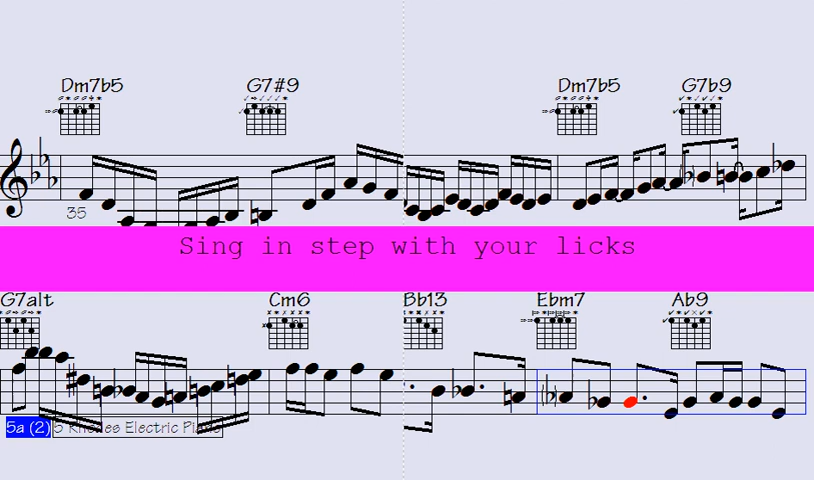 Dm7b5 G7#9 Dm7b5 G7b9
35
Sing in step with your licks
G7alt Cm6 Bb13 Ebm7 Ab9
5a (2) 5 Rhodes Electric Piano